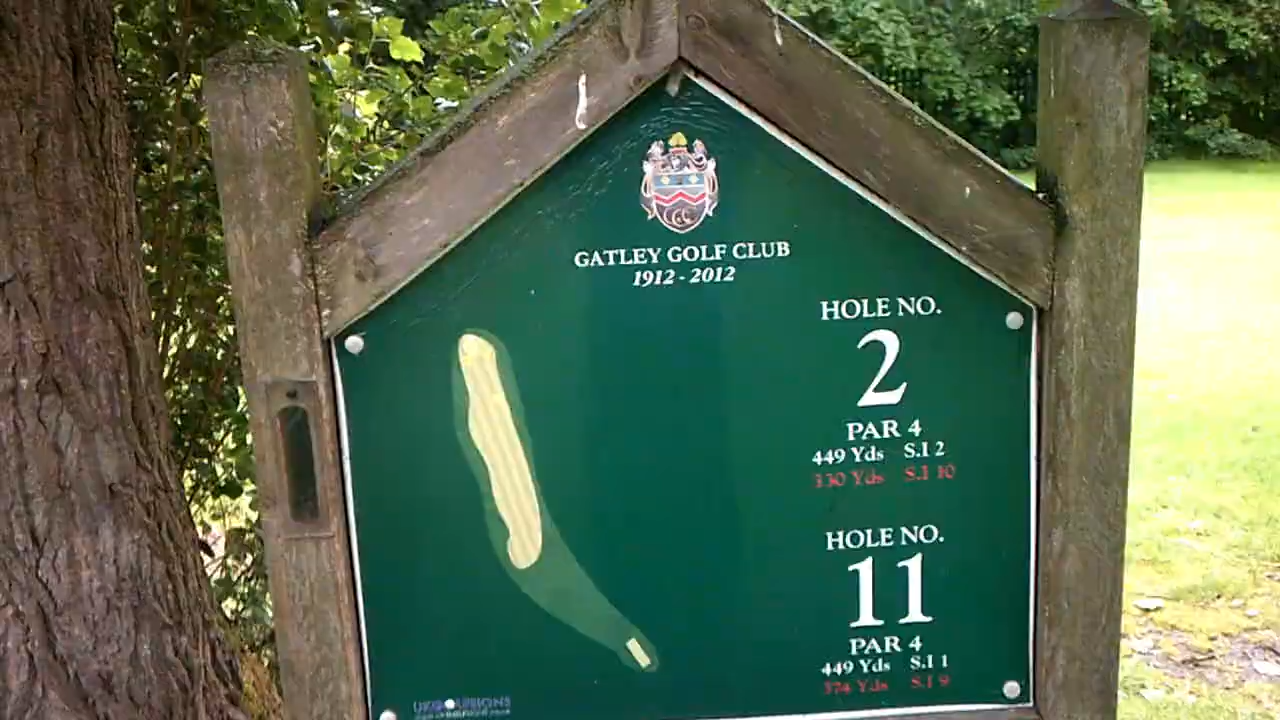 GATLEY GOLF CLUB
1912 - 2012
HOLE NO.
2
PAR 4
449 Yds S.I 2
330 Yds S.I 10
HOLE NO.
11
PAR 4
449 Yds S.I 1
374 Yds S.I 9